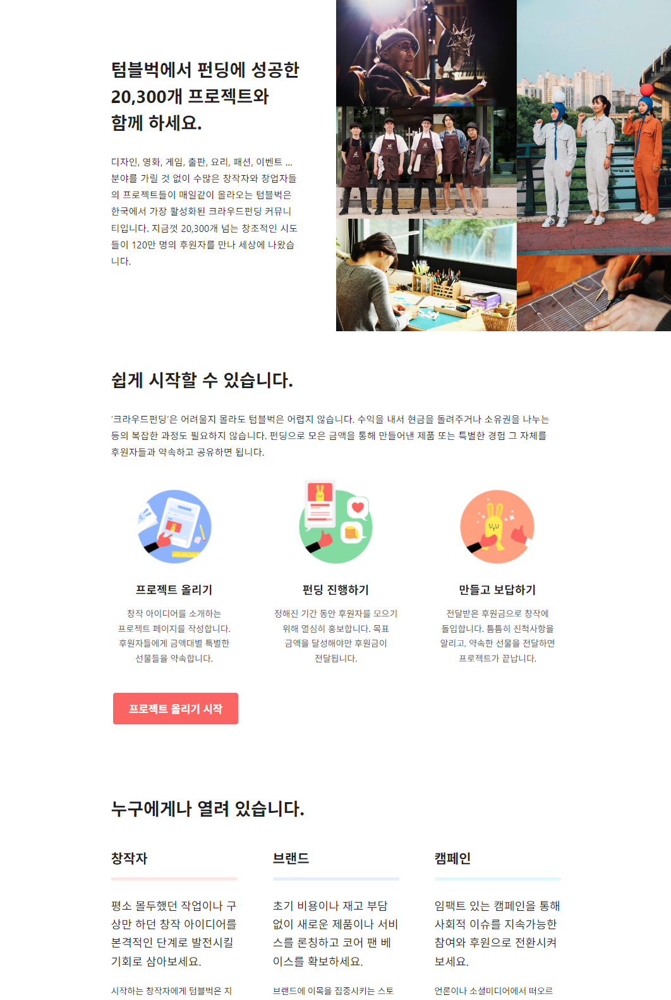 텀블벅에서 펀딩에 성공한
20,300개 프로젝트와
함께 하세요.
디자인, 영화, 게임, 출판, 요리, 패션, 이벤트 ...
분야를 가릴 것 없이 수많은 창작자와 창업자들
의 프로젝트들이 매일같이 올라오는 텀블벅은
한국에서 가장 활성화된 크라우드펀딩 커뮤니
티입니다. 지금껏 20,300개 넘는 창조적인 시도
들이 120만 명의 후원자를 만나 세상에 나왔습
니다.
쉽게 시작할 수 있습니다.
'크라우드펀딩'은 어려울지 몰라도 텀블벅은 어렵지 않습니다. 수익을 내서 현금을 돌려주거나 소유권을 나누는
등의 복잡한 과정도 필요하지 않습니다. 펀딩으로 모은 금액을 통해 만들어낸 제품 또는 특별한 경험 그 자체를
후원자들과 약속하고 공유하면 됩니다.
프로젝트 올리기
창작 아이디어를 소개하는
프로젝트 페이지를 작성합니다.
후원자들에게 금액대별 특별한
선물들을 약속합니다.
펀딩 진행하기
정해진 기간 동안 후원자를 모으기
위해 열심히 홍보합니다. 목표
금액을 달성해야만 후원금이
전달됩니다.
만들고 보답하기
전달받은 후원금으로 창작에
돌입합니다. 틈틈히 진척사항을
알리고, 약속한 선물을 전달하면
프로젝트가 끝납니다.
프로젝트 올리기 시작
누구에게나 열려 있습니다.
창작자
평소 몰두했던 작업이나 구
상만 하던 창작 아이디어를
본격적인 단계로 발전시킬
기회로 삼아보세요.
시작하는 창작자에게 텀블벅은 지
브랜드
초기 비용이나 재고 부담
없이 새로운 제품이나 서비
스를 론칭하고 코어 팬 베
이스를 확보하세요.
브랜드에 이목을 집중시키는 스토
캠페인
임팩트 있는 캠페인을 통해
사회적 이슈를 지속가능한
참여와 후원으로 전환시켜
보세요.
언론이나 소셜미디어에서 떠오르